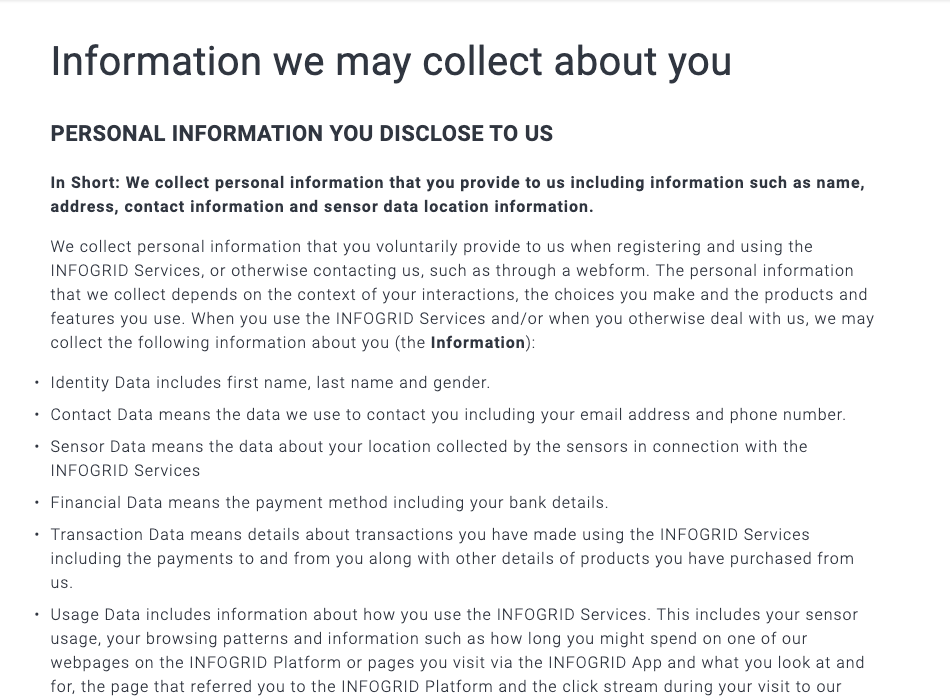 Information we may collect about you
PERSONAL INFORMATION YOU DISCLOSE TO US
In Short: We collect personal information that you provide to us including information such as name,
address, contact information and sensor data location information.
We collect personal information that you voluntarily provide to us when registering and using the
INFOGRID Services, or otherwise contacting us, such as through a webform. The personal information
that we collect depends on the context of your interactions, the choices you make and the products and
features you use. When you use the INFOGRID Services and/or when you otherwise deal with us, we may
collect the following information about you (the Information):
• Identity Data includes first name, last name and gender.
• Contact Data means the data we use to contact you including your email address and phone number.
• Sensor Data means the data about your location collected by the sensors in connection with the
INFOGRID Services
• Financial Data means the payment method including your bank details.
• Transaction Data means details about transactions you have made using the INFOGRID Services
including the payments to and from you along with other details of products you have purchased from
us.
• Usage Data includes information about how you use the INFOGRID Services. This includes your sensor
usage, your browsing patterns and information such as how long you might spend on one of our
webpages on the INFOGRID Platform or pages you visit via the INFOGRID App and what you look at and
for, the page that referred you to the INFOGRID Platform and the click stream during your visit to our